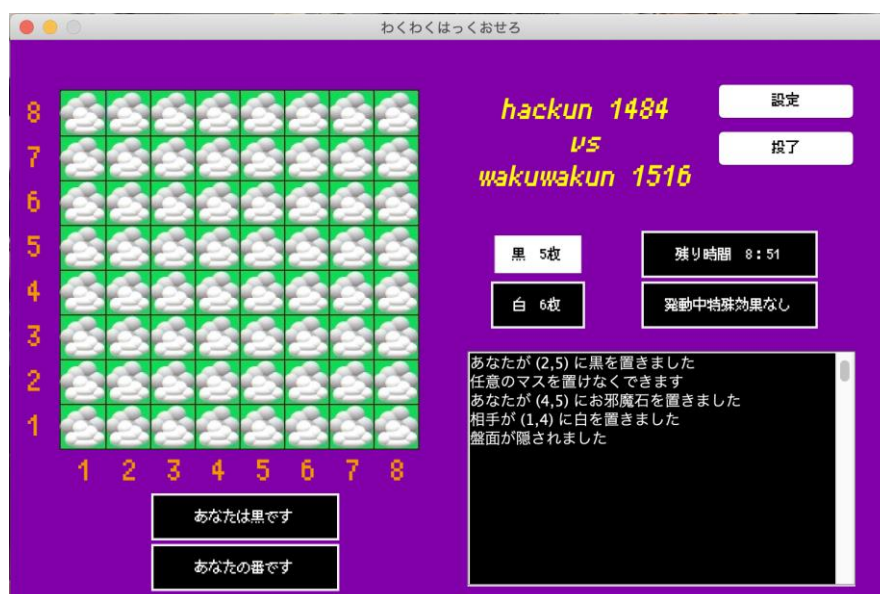 わくわくはっくおせろ
8
7
6
5
4
3
2
1
1 2 3 4 5 6 7 8
hackun 1484
vs
wakuwakun 1516
設定
投了
黒 5枚
残り時間 8:51
白 6枚
発動中特殊効果なし
あなたが (2,5) に黒を置きました
任意のマスを置けなくできます
あなたが (4,5) にお邪魔石を置きました
相手が (1,4) に白を置きました
盤面が隠されました
あなたは黒です
あなたの番です